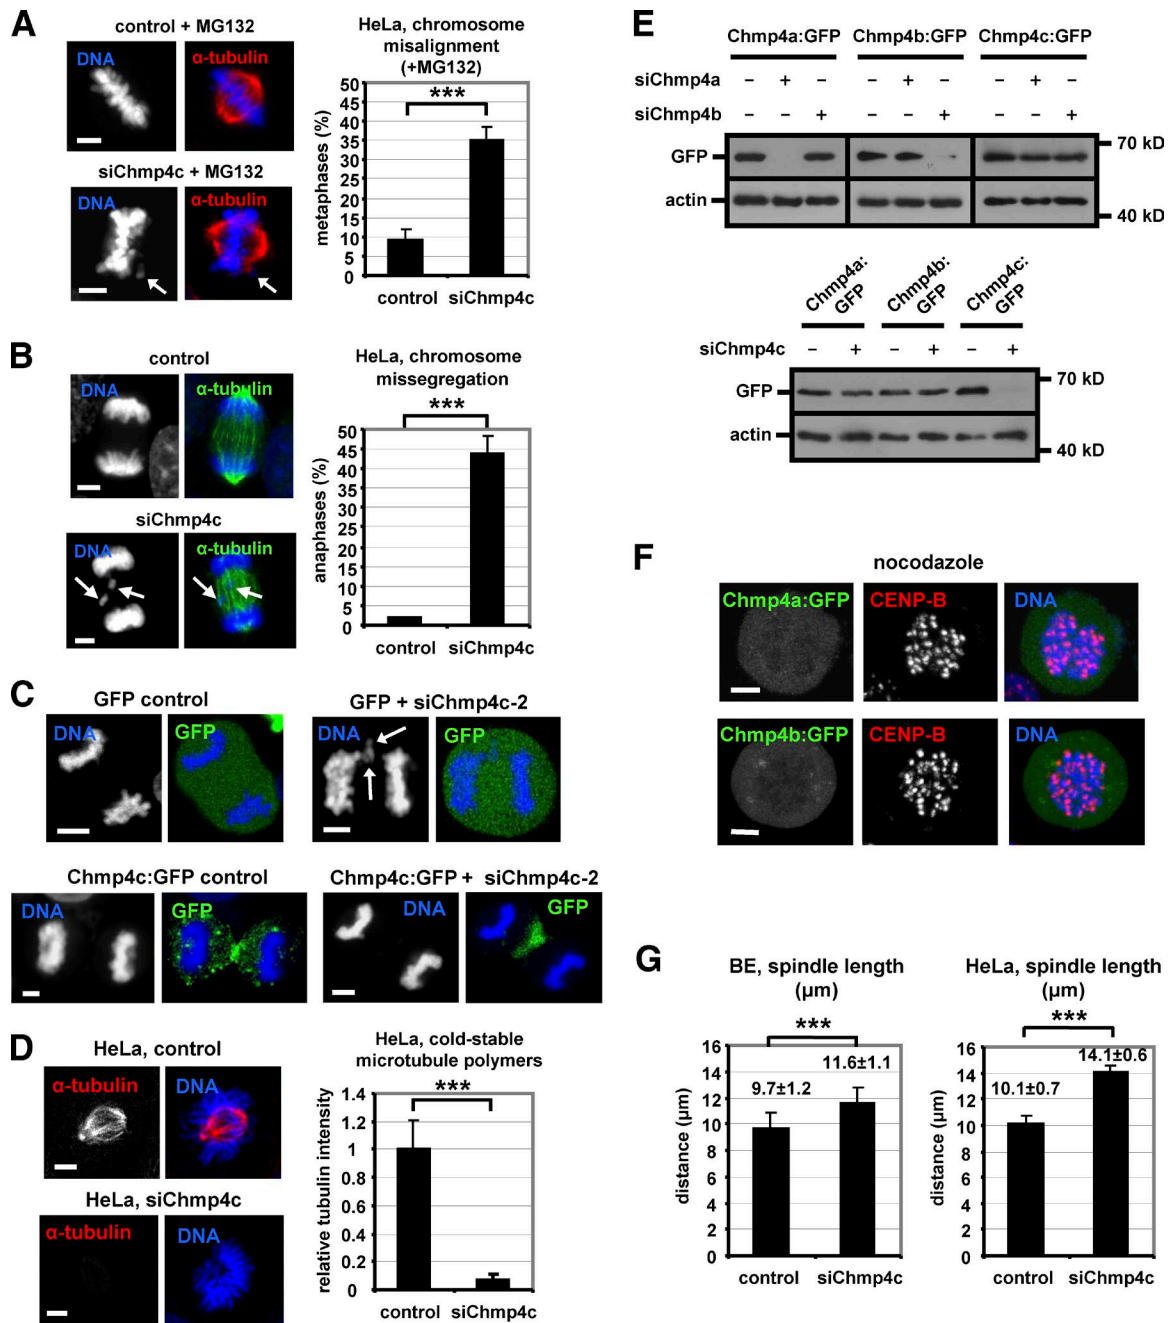 A
control + MG132
DNA
α-tubulin
siChmp4c + MG132
DNA
α-tubulin
HeLa, chromosome
misalignment
(+MG132)
***
metaphases (%)
50
45
40
35
30
25
20
15
10
5
0
control
siChmp4c
B
control
DNA
α-tubulin
siChmp4c
DNA
α-tubulin
HeLa, chromosome
missegregation
***
anaphases (%)
50
45
40
35
30
25
20
15
10
5
0
control
siChmp4c
C
GFP control
DNA
GFP
GFP + siChmp4c-2
DNA
GFP
Chmp4c:GFP control
DNA
GFP
Chmp4c:GFP + siChmp4c-2
DNA
GFP
D
HeLa, control
α-tubulin
DNA
HeLa, siChmp4c
α-tubulin
DNA
HeLa, cold-stable
microtubule polymers
***
relative tubulin intensity
1.4
1.2
1
0.8
0.6
0.4
0.2
0
control
siChmp4c
E
Chmp4a:GFP Chmp4b:GFP Chmp4c:GFP
siChmp4a – + – – + – – + –
siChmp4b – – + – – + – – +
GFP
70 kD
actin
40 kD
Chmp4a:
GFP
Chmp4b:
GFP
Chmp4c:
GFP
siChmp4c – + – + – +
GFP
70 kD
actin
40 kD
F
nocodazole
Chmp4a:GFP
CENP-B
DNA
Chmp4b:GFP
CENP-B
DNA
G
BE, spindle length
(µm)
***
distance (µm)
16
14
12
10
8
6
4
2
0
9.7±1.2
11.6±1.1
control
siChmp4c
HeLa, spindle length
(µm)
***
distance (µm)
16
14
12
10
8
6
4
2
0
10.1±0.7
14.1±0.6
control
siChmp4c